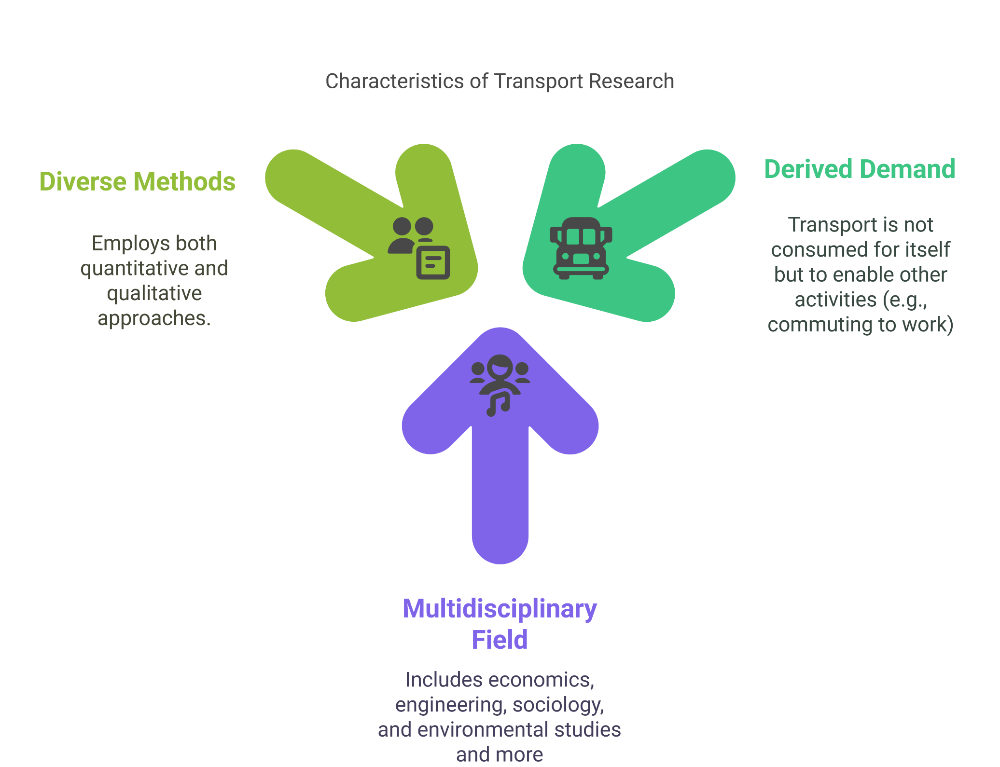 Characteristics of Transport Research
Diverse Methods
Employs both
quantitative and
qualitative
approaches.
Derived Demand
Transport is not
consumed for itself
but to enable other
activities (e.g.,
commuting to work)
Multidisciplinary
Field
Includes economics,
engineering, sociology,
and environmental studies
and more